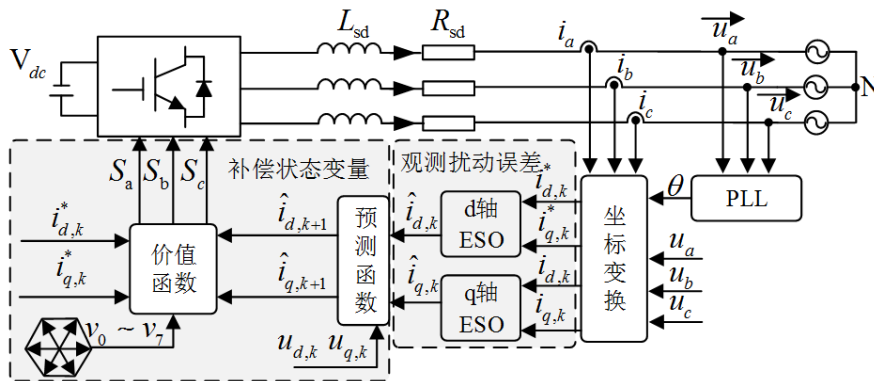 L_sd R_sd i_a u_a
V_dc i_b u_b N
i_c u_c
S_a S_b S_c 补偿状态变量 观测扰动误差
θ PLL
i*_d,k î_d,k+1 预测函数 î_d,k d轴 ESO i*_d,k i*_q,k 坐标变换
i*_q,k 价值函数 î_q,k+1 î_q,k q轴 ESO i_d,k i_q,k
u_a
u_b
u_c
v_0 ~ v_7 u_d,k u_q,k